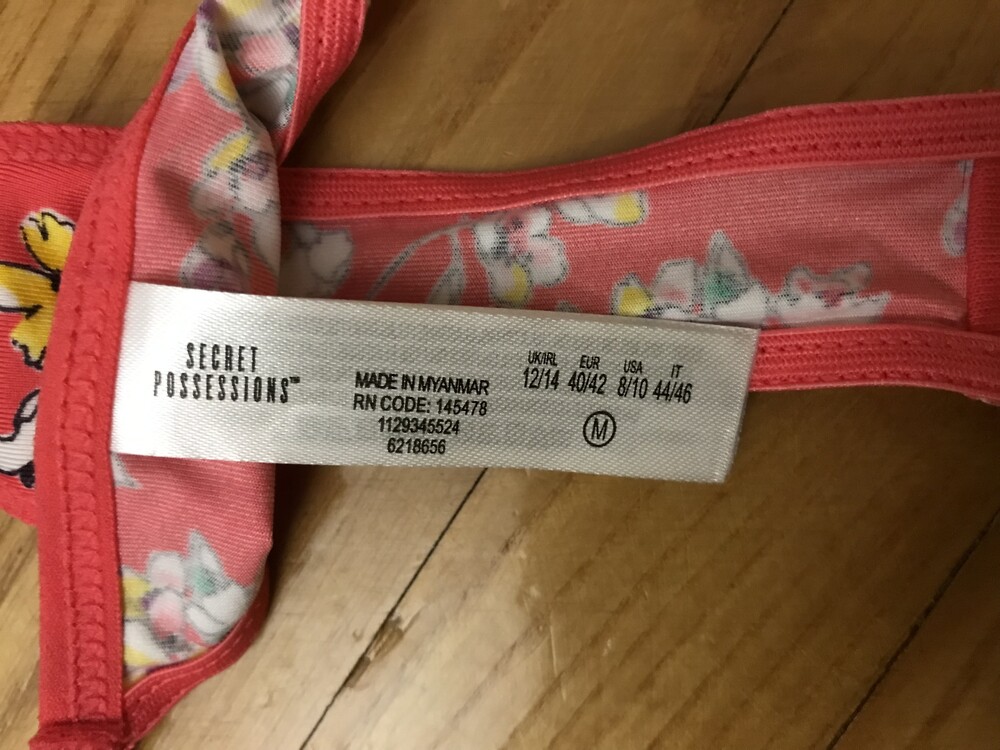 SECRET
POSSESSIONS™
MADE IN MYANMAR
RN CODE: 145478
1129345524
6218656
UK/IRL EUR USA IT
12/14 40/42 8/10 44/46
M